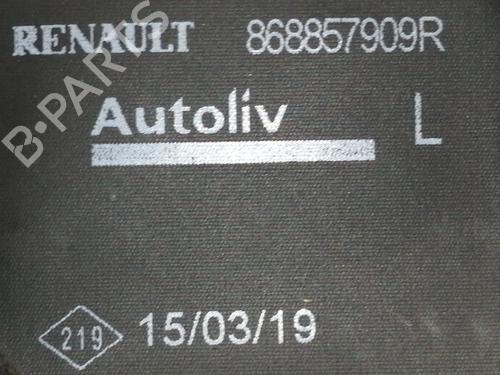 RENAULT 868857909R
Autoliv L
219 15/03/19
B-PARTS